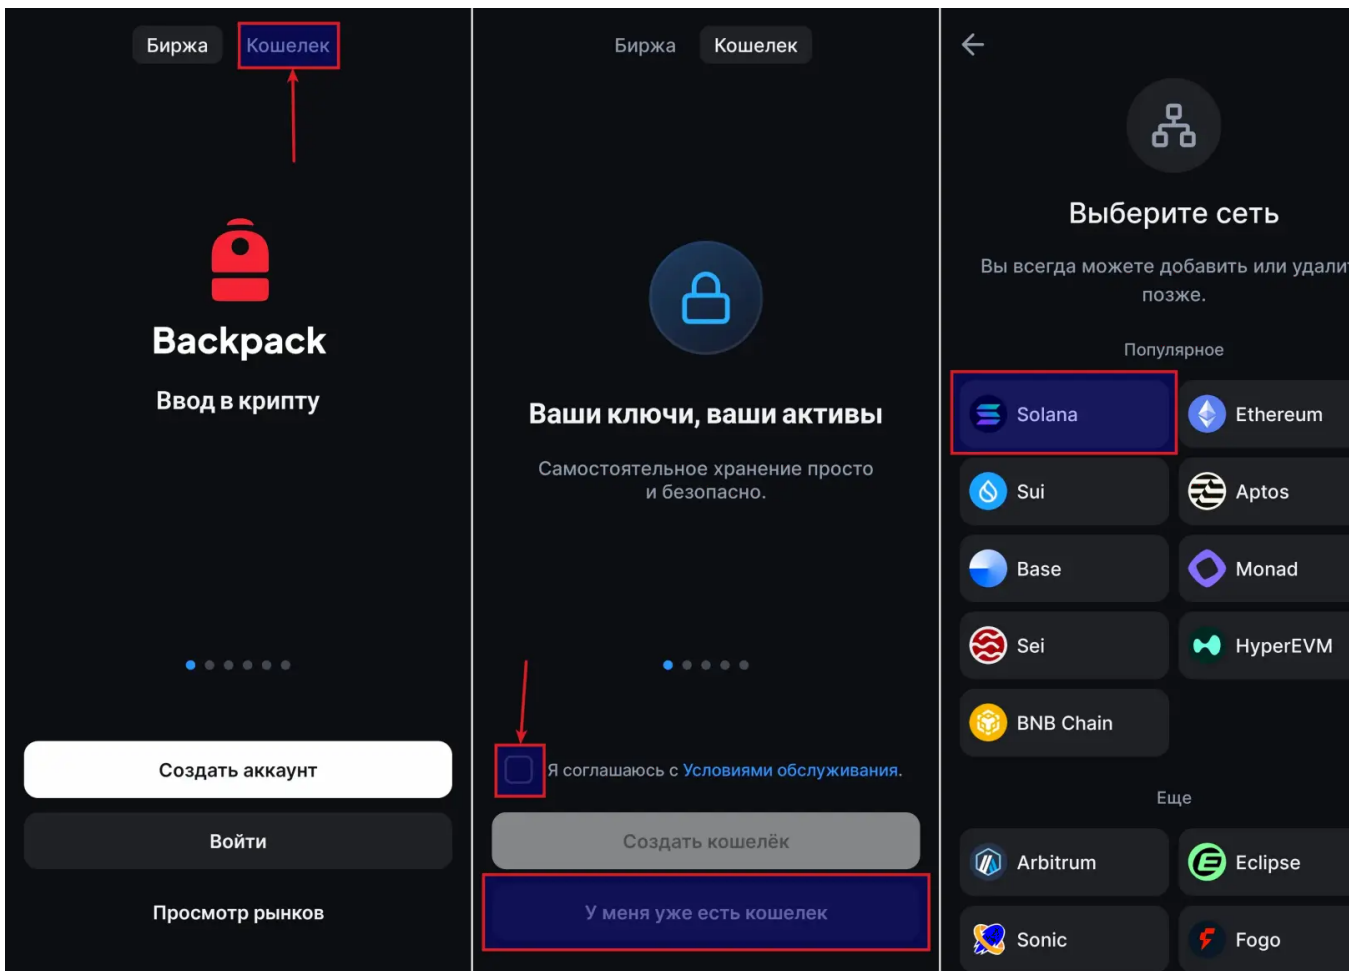 Биржа
Кошелек
Backpack
Ввод в крипту
Создать аккаунт
Войти
Просмотр рынков
Биржа
Кошелек
Ваши ключи, ваши активы
Самостоятельное хранение просто
и безопасно.
Я соглашаюсь с Условиями обслуживания.
Создать кошелёк
У меня уже есть кошелек
Выберите сеть
Вы всегда можете добавить или удалит
позже.
Популярное
Solana
Ethereum
Sui
Aptos
Base
Monad
Sei
HyperEVM
BNB Chain
Еще
Arbitrum
Eclipse
Sonic
Fogo